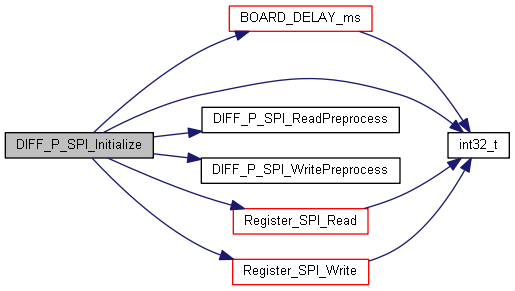 BOARD_DELAY_ms
DIFF_P_SPI_ReadPreprocess
DIFF_P_SPI_Initialize
int32_t
DIFF_P_SPI_WritePreprocess
Register_SPI_Read
Register_SPI_Write